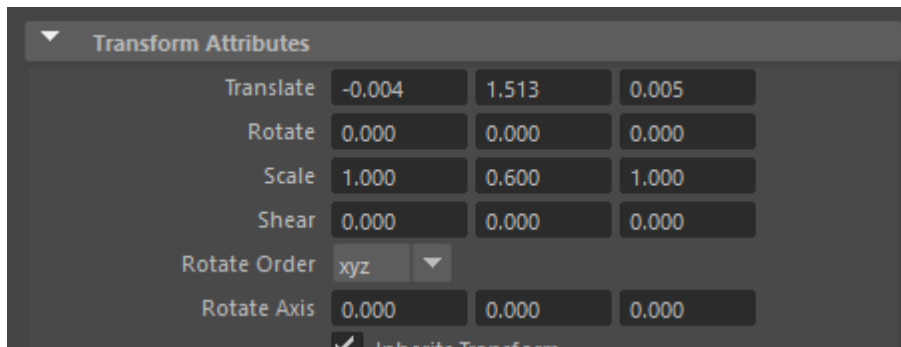 Transform Attributes
Translate -0.004 1.513 0.005
Rotate 0.000 0.000 0.000
Scale 1.000 0.600 1.000
Shear 0.000 0.000 0.000
Rotate Order xyz
Rotate Axis 0.000 0.000 0.000
Inherits Transform